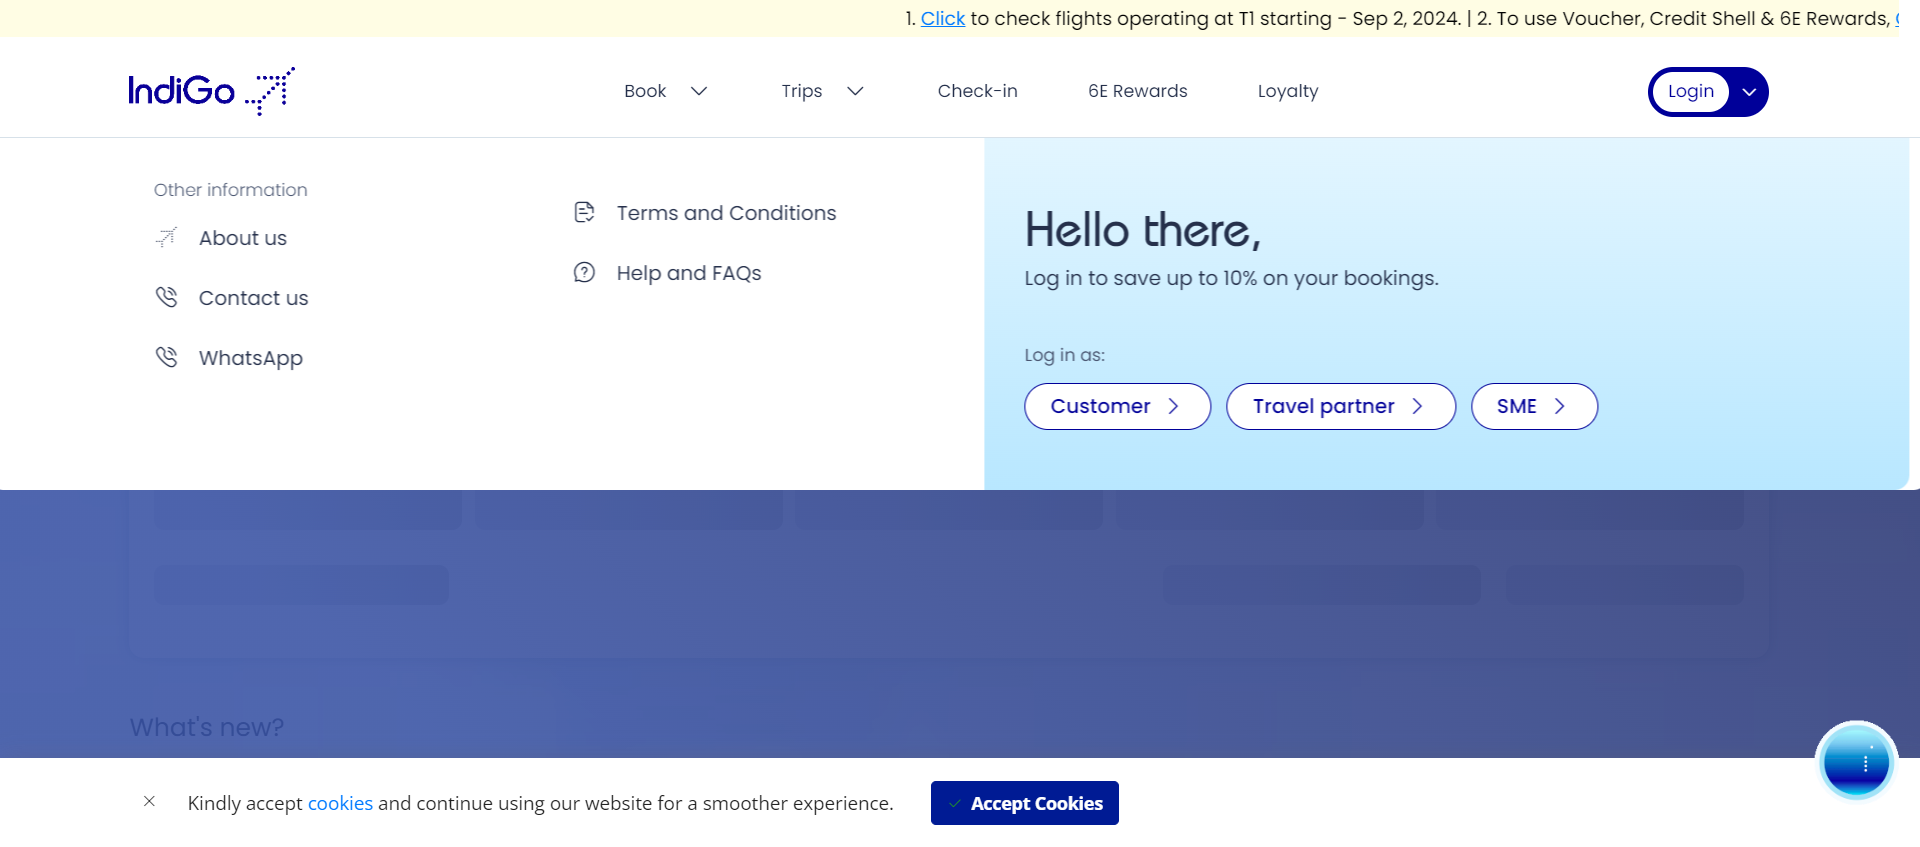 1. Click to check flights operating at T1 starting - Sep 2, 2024. | 2. To use Voucher, Credit Shell & 6E Rewards,
IndiGo
Book
Trips
Check-in
6E Rewards
Loyalty
Login
Other information
About us
Contact us
WhatsApp
Terms and Conditions
Help and FAQs
Hello there,
Log in to save up to 10% on your bookings.
Log in as:
Customer
Travel partner
SME
What's new?
Kindly accept cookies and continue using our website for a smoother experience.
Accept Cookies